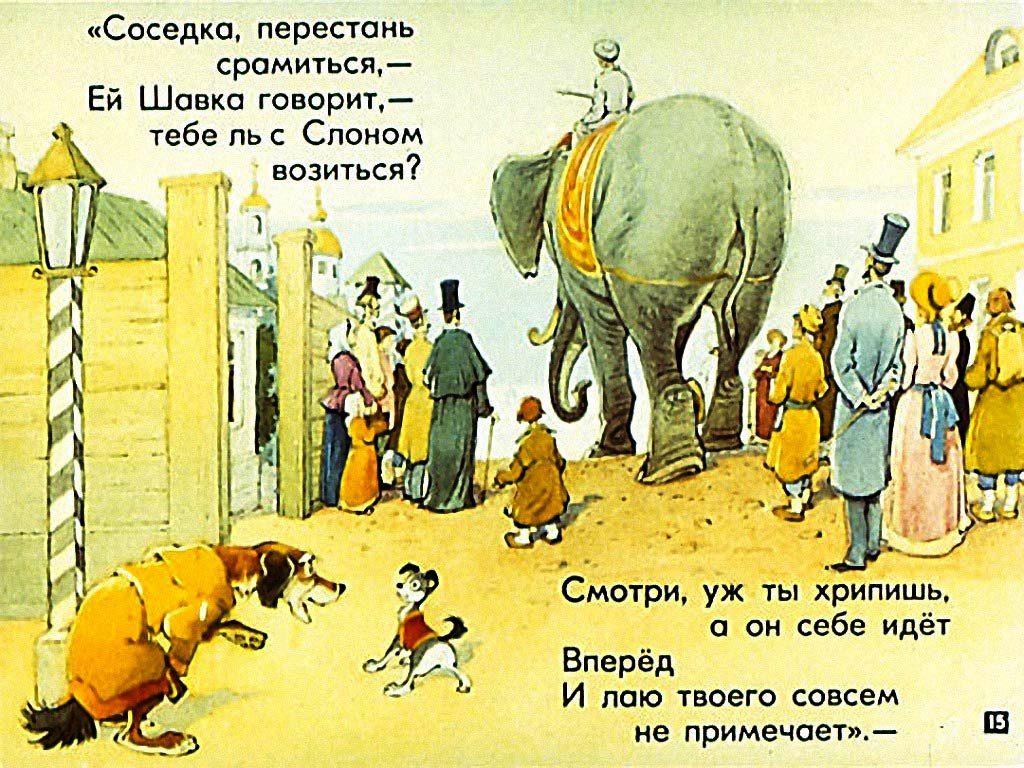 «Соседка, перестань
срамиться,—
Ей Шавка говорит,—
тебе ль с Слоном
возиться?
Смотри, уж ты хрипишь,
а он себе идёт
Вперёд
И лаю твоего совсем
не примечает».—
15